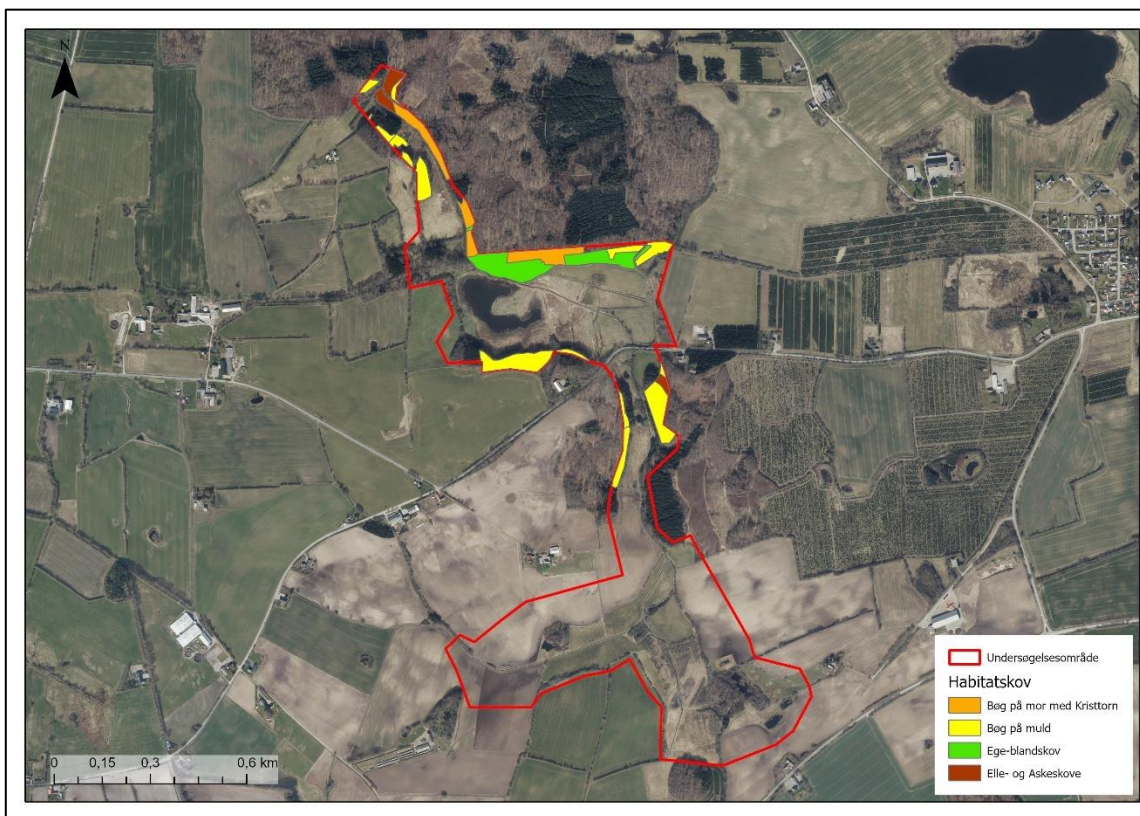 N
Undersøgelsesområde
Habitatskov
Bøg på mor med Kristtorn
Bøg på muld
Ege-blandskov
Elle- og Askeskove
0 0,15 0,3 0,6 km